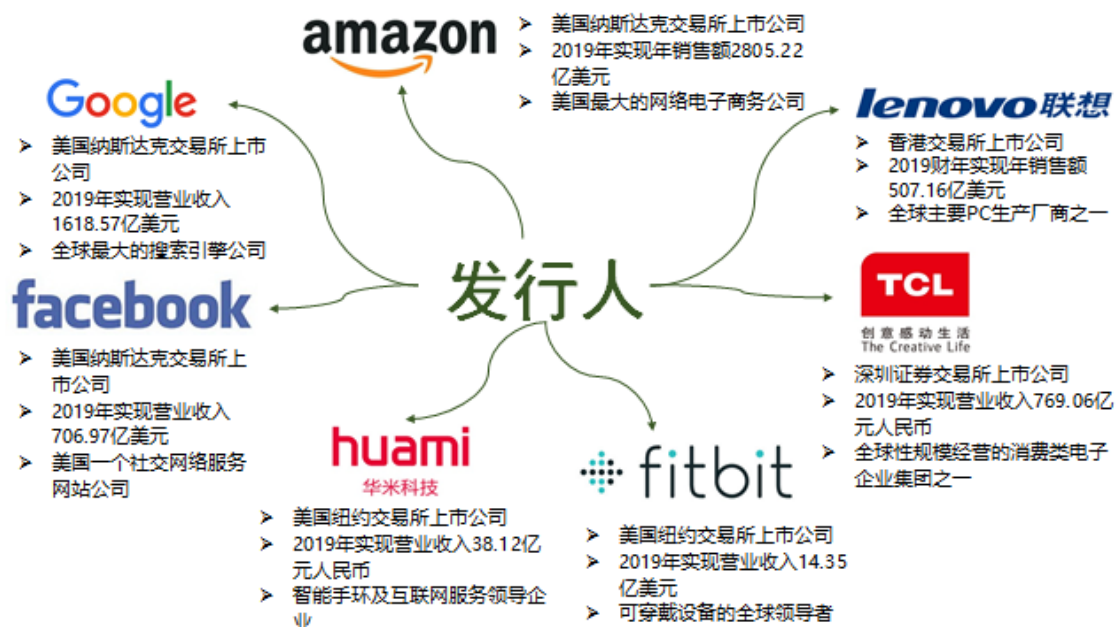 amazon
➤ 美国纳斯达克交易所上市公司
➤ 2019年实现年销售额2805.22
亿美元
➤ 美国最大的网络电子商务公司
Google
➤ 美国纳斯达克交易所上市
公司
➤ 2019年实现营业收入
1618.57亿美元
➤ 全球最大的搜索引擎公司
lenovo联想
➤ 香港交易所上市公司
➤ 2019财年实现年销售额
507.16亿美元
➤ 全球主要PC生产厂商之一
发行人
facebook
➤ 美国纳斯达克交易所上
市公司
➤ 2019年实现营业收入
706.97亿美元
➤ 美国一个社交网络服务
网站公司
TCL
创意感动生活
The Creative Life
➤ 深圳证券交易所上市公司
➤ 2019年实现营业收入769.06亿
元人民币
➤ 全球性规模经营的消费类电子
企业集团之一
huami
华米科技
➤ 美国纽约交易所上市公司
➤ 2019年实现营业收入38.12亿
元人民币
➤ 智能手环及互联网服务领导企
业
fitbit
➤ 美国纽约交易所上市公司
➤ 2019年实现营业收入14.35
亿美元
➤ 可穿戴设备的全球领导者